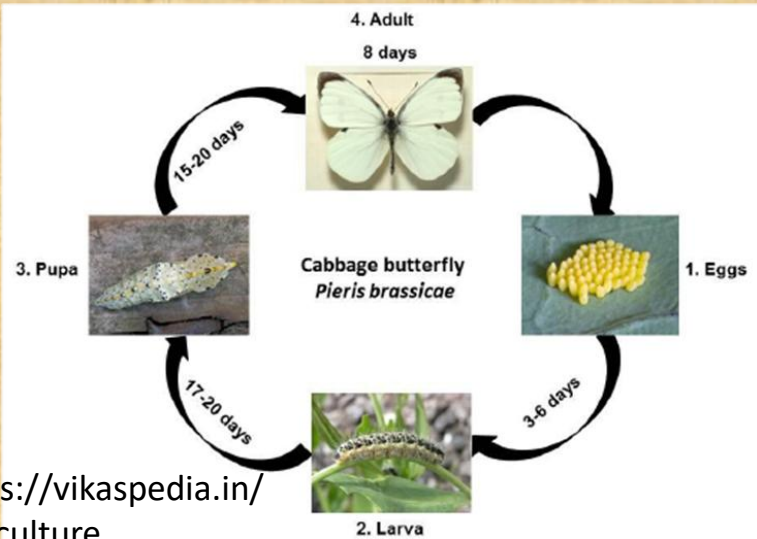 4. Adult
8 days
15-20 days
3. Pupa
Cabbage butterfly
Pieris brassicae
1. Eggs
17-20 days
3-6 days
s://vikaspedia.in/
2. Larva